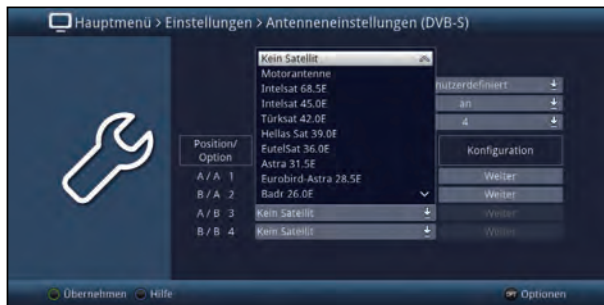 Hauptmenü > Einstellungen > Antenneneinstellungen (DVB-S)
Kein Satellit
Motorantenne
Intelsat 68.5E
Intelsat 45.0E
Türksat 42.0E
Hellas Sat 39.0E
EutelSat 36.0E
Astra 31.5E
Eurobird-Astra 28.5E
Badr 26.0E
nutzerdefiniert
an
4
Position/
Option
Konfiguration
A / A 1
Weiter
B / A 2
Weiter
A / B 3
Kein Satellit
Weiter
B / B 4
Kein Satellit
Weiter
Übernehmen
Hilfe
OPT
Optionen